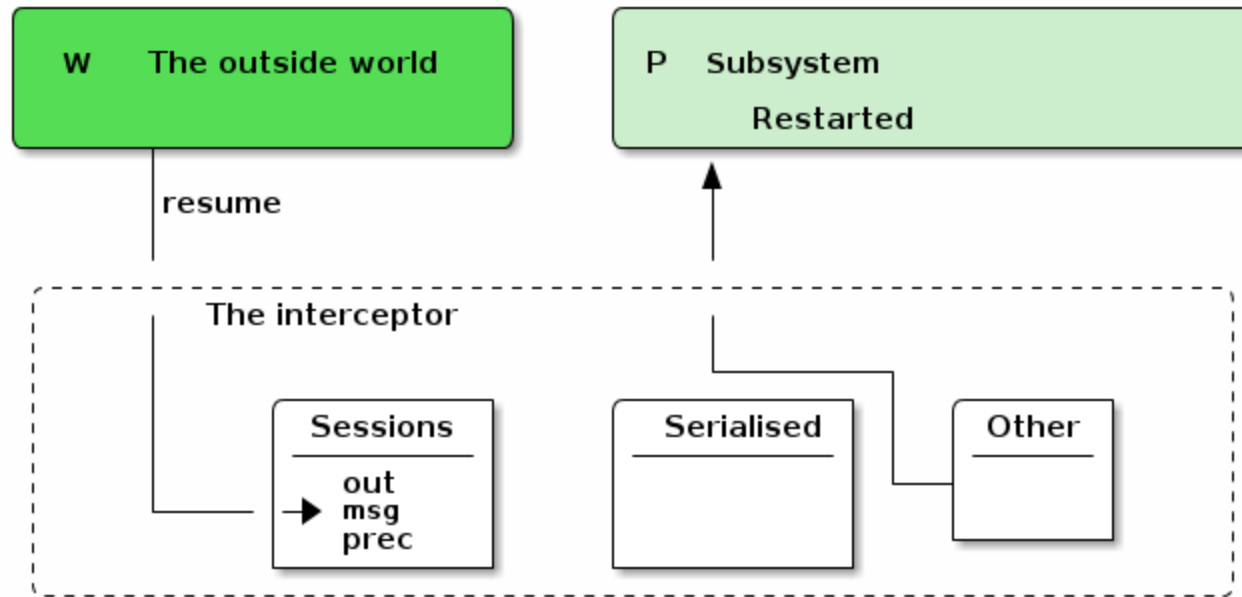 W The outside world
P Subsystem
Restarted
resume
The interceptor
Sessions
out
msg
prec
Serialised
Other